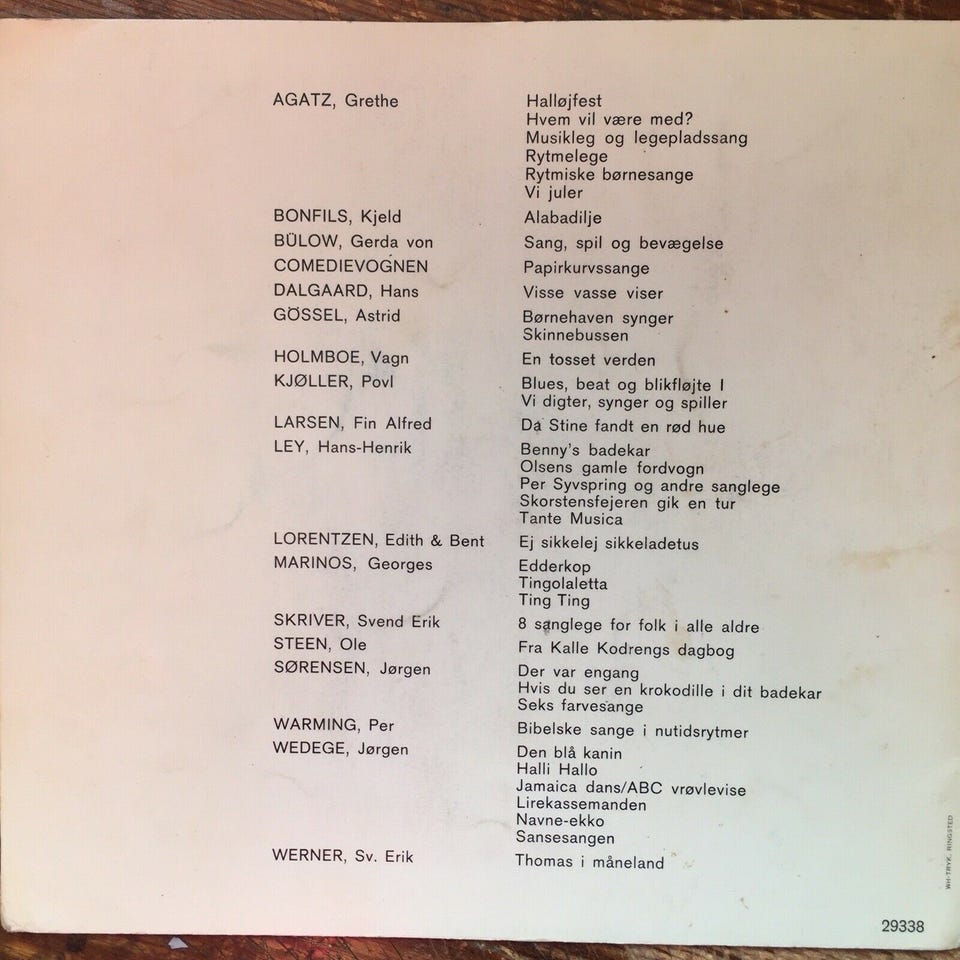 AGATZ, Grethe Halløjfest
Hvem vil være med?
Musikleg og legepladssang
Rytmelege
Rytmiske børnesange
Vi juler
BONFILS, Kjeld Alabadilje
BÜLOW, Gerda von Sang, spil og bevægelse
COMEDIEVOGNEN Papirkurvssange
DALGAARD, Hans Visse vasse viser
GÖSSEL, Astrid Børnehaven synger
Skinnebussen
HOLMBOE, Vagn En tosset verden
KJØLLER, Povl Blues, beat og blikfløjte I
Vi digter, synger og spiller
LARSEN, Fin Alfred Da Stine fandt en rød hue
LEY, Hans-Henrik Benny's badekar
Olsens gamle fordvogn
Per Syvspring og andre sanglege
Skorstensfejeren gik en tur
Tante Musica
LORENTZEN, Edith & Bent Ej sikkelej sikkeladetus
MARINOS, Georges Edderkop
Tingolaletta
Ting Ting
SKRIVER, Svend Erik 8 sanglege for folk i alle aldre
STEEN, Ole Fra Kalle Kodrengs dagbog
SØRENSEN, Jørgen Der var engang
Hvis du ser en krokodille i dit badekar
Seks farvesange
WARMING, Per Bibelske sange i nutidsrytmer
WEDEGE, Jørgen Den blå kanin
Halli Hallo
Jamaica dans/ABC vrøvlevise
Lirekassemanden
Navne-ekko
Sansesangen
WERNER, Sv. Erik Thomas i måneland
WH-TRYK, RINGSTED
29338